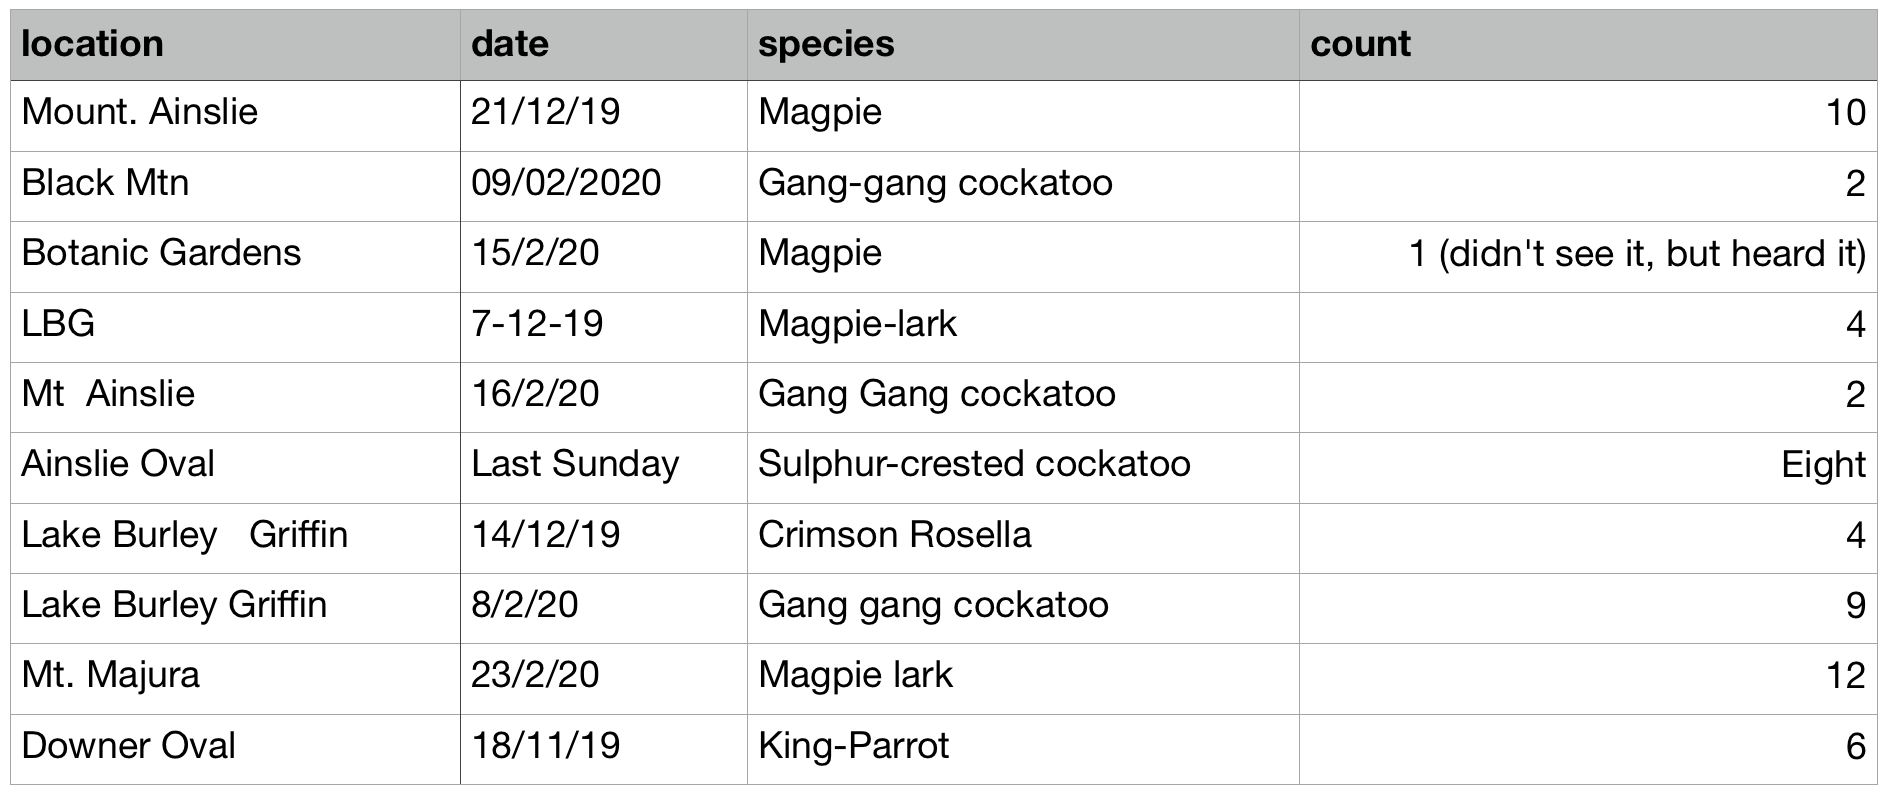 location date species count
Mount. Ainslie 21/12/19 Magpie 10
Black Mtn 09/02/2020 Gang-gang cockatoo 2
Botanic Gardens 15/2/20 Magpie 1 (didn't see it, but heard it)
LBG 7-12-19 Magpie-lark 4
Mt  Ainslie 16/2/20 Gang Gang cockatoo 2
Ainslie Oval Last Sunday Sulphur-crested cockatoo Eight
Lake Burley   Griffin 14/12/19 Crimson Rosella 4
Lake Burley Griffin 8/2/20 Gang gang cockatoo 9
Mt. Majura 23/2/20 Magpie lark 12
Downer Oval 18/11/19 King-Parrot 6